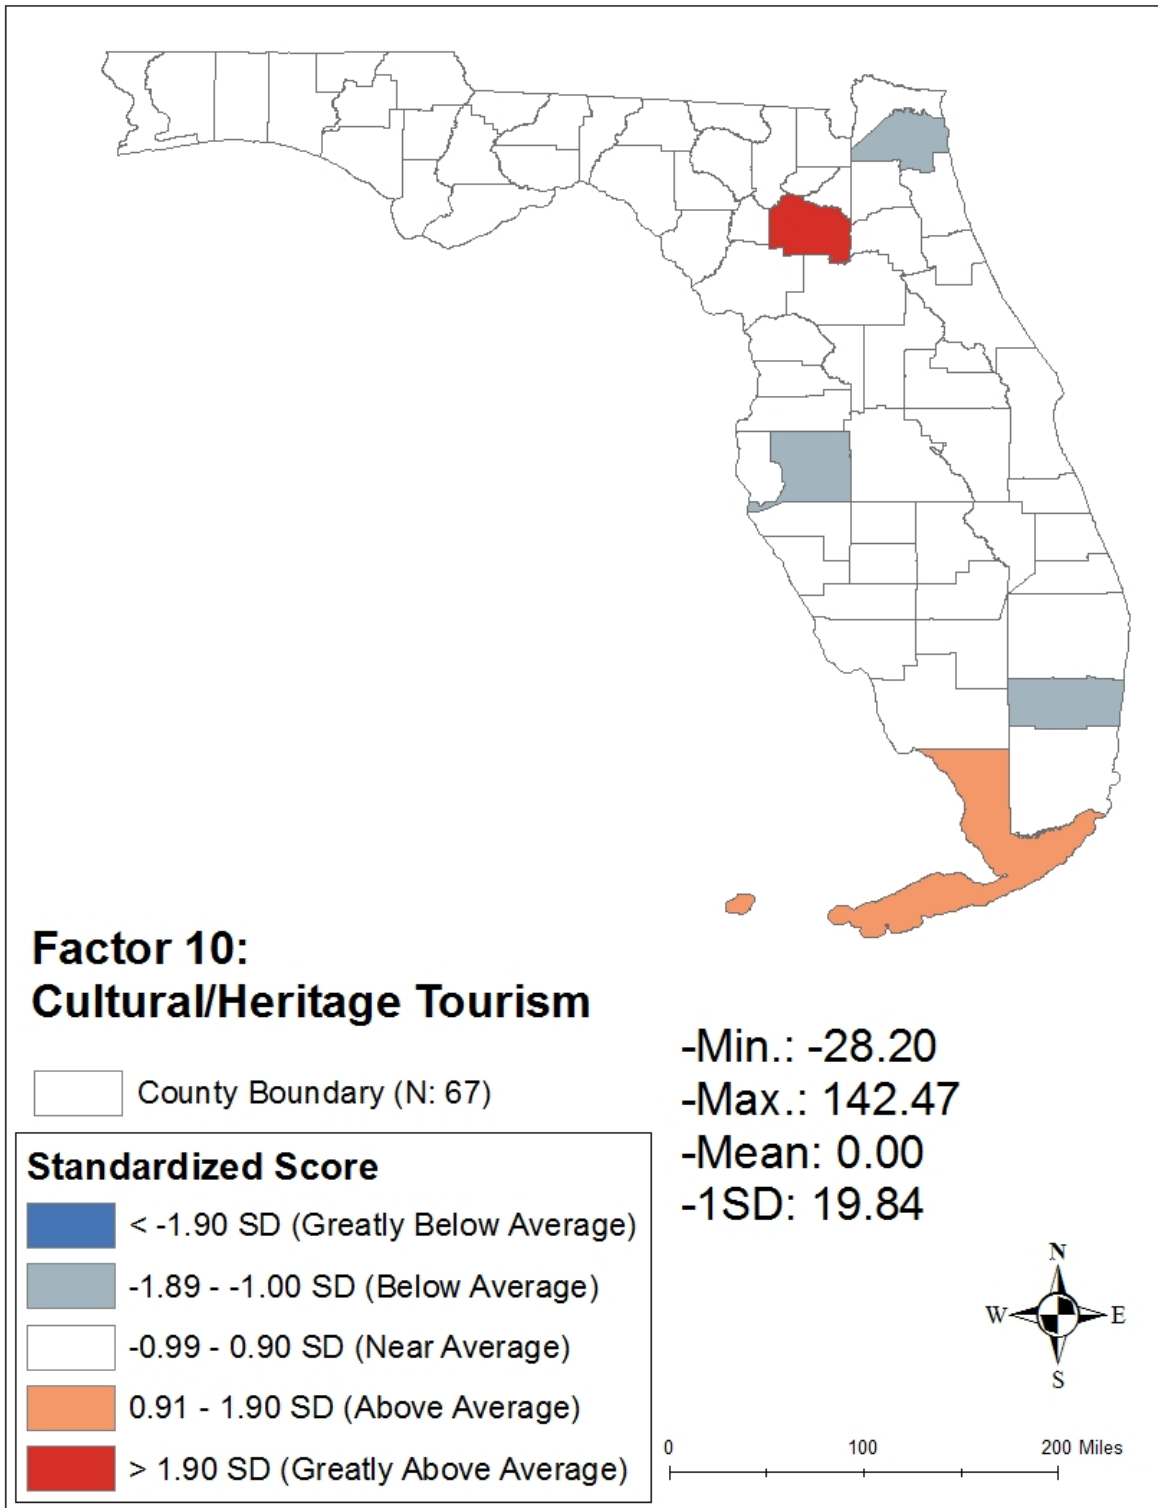 Factor 10:
Cultural/Heritage Tourism
County Boundary (N: 67)
-Min.: -28.20
-Max.: 142.47
-Mean: 0.00
-1SD: 19.84
Standardized Score
< -1.90 SD (Greatly Below Average)
-1.89 - -1.00 SD (Below Average)
-0.99 - 0.90 SD (Near Average)
0.91 - 1.90 SD (Above Average)
> 1.90 SD (Greatly Above Average)
N
W E
S
0 100 200 Miles